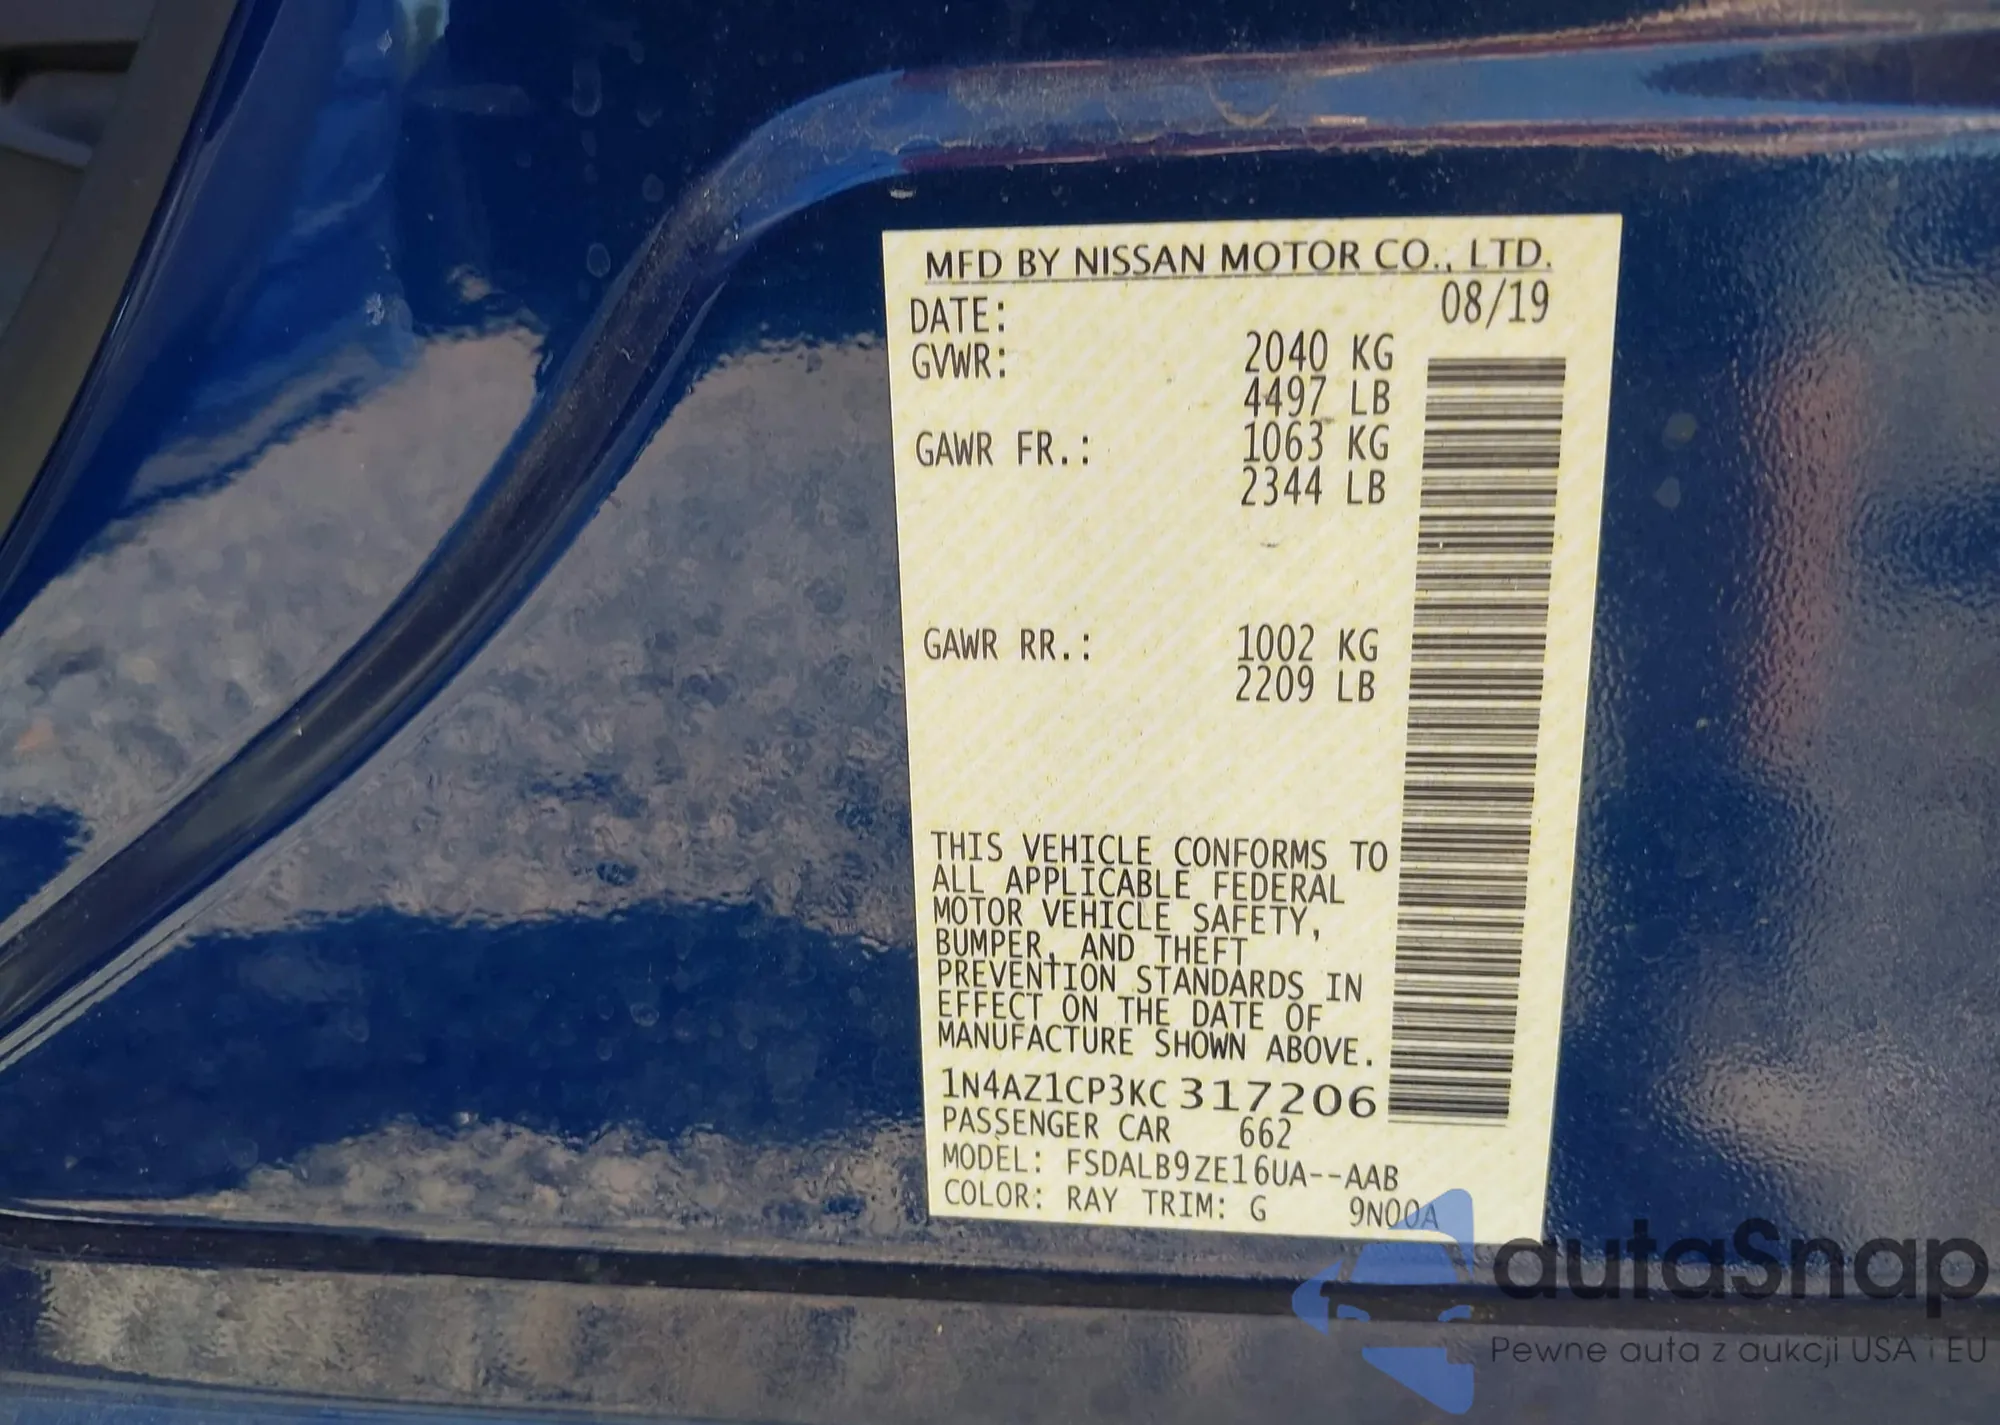 MFD BY NISSAN MOTOR CO., LTD.
DATE: 08/19
GVWR: 2040 KG
4497 LB
GAWR FR.: 1063 KG
2344 LB
GAWR RR.: 1002 KG
2209 LB
THIS VEHICLE CONFORMS TO
ALL APPLICABLE FEDERAL
MOTOR VEHICLE SAFETY,
BUMPER, AND THEFT
PREVENTION STANDARDS IN
EFFECT ON THE DATE OF
MANUFACTURE SHOWN ABOVE.
1N4AZ1CP3KC317206
PASSENGER CAR 662
MODEL: FSDALB9ZE16UA--AAB
COLOR: RAY TRIM: G 9N00A
autaSnap
Pewne auta z aukcji USA i EU